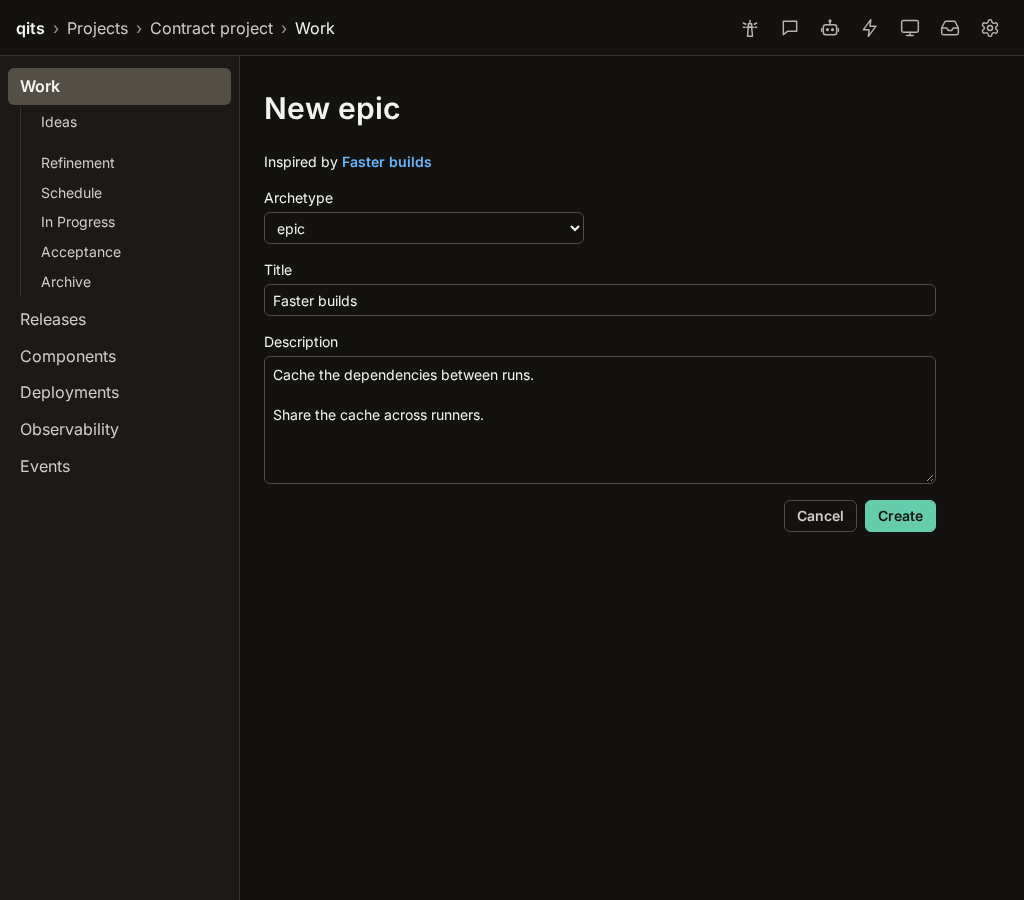 qits › Projects › Contract project › Work
Work
Ideas
Refinement
Schedule
In Progress
Acceptance
Archive
Releases
Components
Deployments
Observability
Events
New epic
Inspired by Faster builds
Archetype
epic
Title
Faster builds
Description
Cache the dependencies between runs.
Share the cache across runners.
Cancel
Create